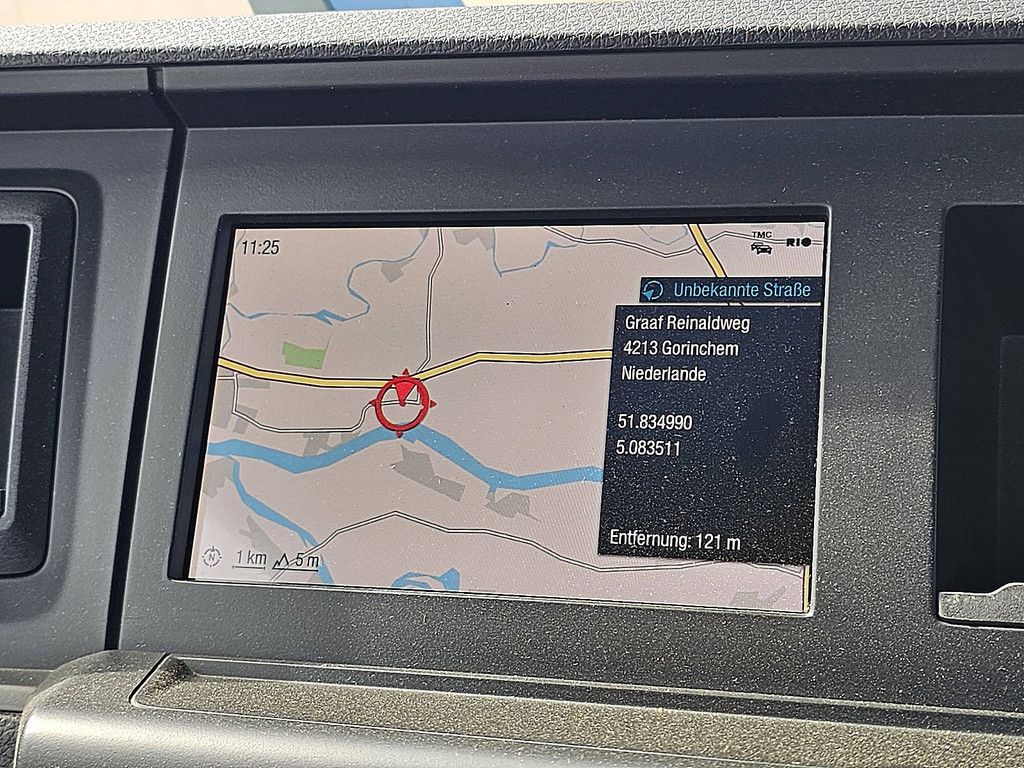 11:25
TMC
RIO
Unbekannte Straße
Graaf Reinaldweg
4213 Gorinchem
Niederlande
51.834990
5.083511
Entfernung: 121 m
N
1 km
5 m